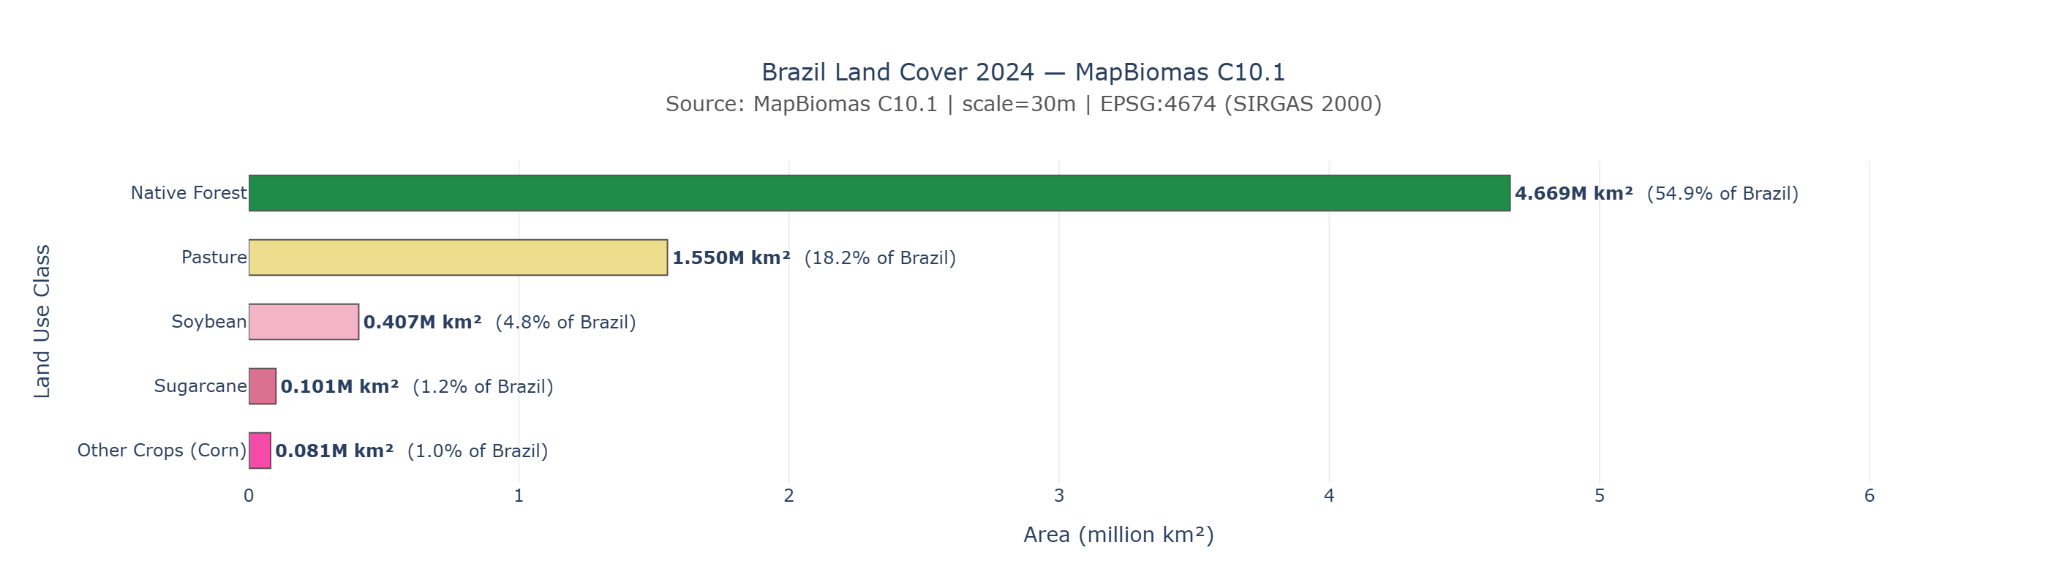 Brazil Land Cover 2024 — MapBiomas C10.1
Source: MapBiomas C10.1 | scale=30m | EPSG:4674 (SIRGAS 2000)
Land Use Class
Native Forest 4.669M km² (54.9% of Brazil)
Pasture 1.550M km² (18.2% of Brazil)
Soybean 0.407M km² (4.8% of Brazil)
Sugarcane 0.101M km² (1.2% of Brazil)
Other Crops (Corn) 0.081M km² (1.0% of Brazil)
0 1 2 3 4 5 6
Area (million km²)